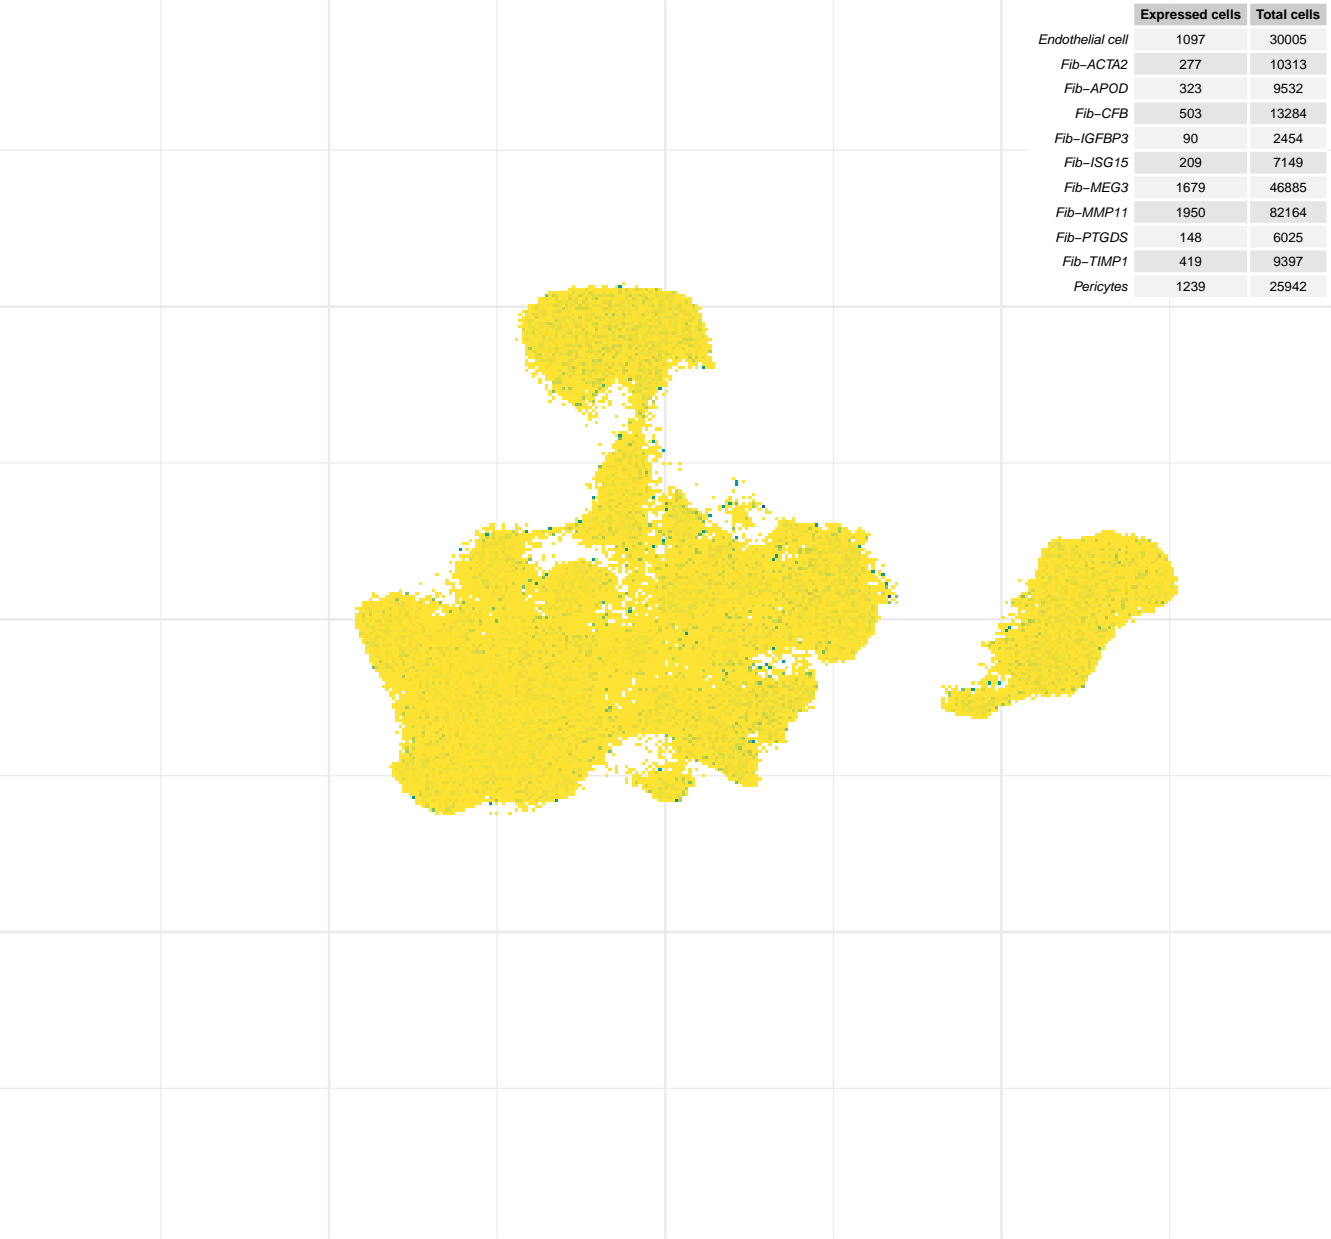 Expressed cells Total cells
Endothelial cell 1097 30005
Fib−ACTA2 277 10313
Fib−APOD 323 9532
Fib−CFB 503 13284
Fib−IGFBP3 90 2454
Fib−ISG15 209 7149
Fib−MEG3 1679 46885
Fib−MMP11 1950 82164
Fib−PTGDS 148 6025
Fib−TIMP1 419 9397
Pericytes 1239 25942